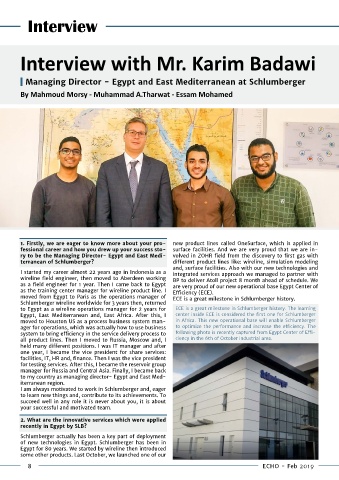 Interview
Interview with Mr. Karim Badawi
Managing Director - Egypt and East Mediterranean at Schlumberger
By Mahmoud Morsy - Muhammad A.Tharwat - Essam Mohamed
1. Firstly, we are eager to know more about your pro-
fessional career and how you drew up your success sto-
ry to be the Managing Director- Egypt and East Medi-
terranean of Schlumberger?
I started my career almost 22 years ago in Indonesia as a
wireline field engineer, then moved to Aberdeen working
as a field engineer for 1 year. Then I came back to Egypt
as the training center manager for wireline product line. I
moved from Egypt to Paris as the operations manager of
Schlumberger wireline worldwide for 3 years then, referred
to Egypt as a wireline operations manager for 2 years for
Egypt, East Mediterranean and, East Africa. After this, I
moved to Houston US as a process business system man-
ager for operations, which was actually how to use business
system to bring efficiency in the service delivery process to
all product lines. Then I moved to Russia, Moscow and, I
held many different positions. I was IT manager and after
one year, I became the vice president for share services:
facilities, IT, HR and, finance. Then I was the vice president
for testing services. After this, I became the reservoir group
manager for Russia and Central Asia. Finally, I became back
to my country as managing director- Egypt and East Med-
iterranean region.
I am always motivated to work in Schlumberger and, eager
to learn new things and, contribute to its achievements. To
succeed well in any role it is never about you, it is about
your successful and motivated team.
2. What are the innovative services which were applied
recently in Egypt by SLB?
Schlumberger actually has been a key part of deployment
of new technologies in Egypt. Schlumberger has been in
Egypt for 80 years. We started by wireline then introduced
some other products. Last October, we launched one of our
new product lines called OneSurface, which is applied in
surface facilities. And we are very proud that we are in-
volved in ZOHR field from the discovery to first gas with
different product lines like: wireline, simulation modeling
and, surface facilities. Also with our new technologies and
integrated services approach we managed to partner with
BP to deliver Atoll project 8 month ahead of schedule. We
are very proud of our new operational base Egypt Center of
Efficiency (ECE).
ECE is a great milestone in Schlumberger history.
ECE is a great milestone in Schlumberger history. The learning
center inside ECE is considered the first one for Schlumberger
in Africa. This new operational base will enable Schlumberger
to optimize the performance and increase the efficiency. The
following photo is recently captured from Egypt Center of Effi-
ciency in the 6th of October industrial area.
8
ECHO - Feb 2019